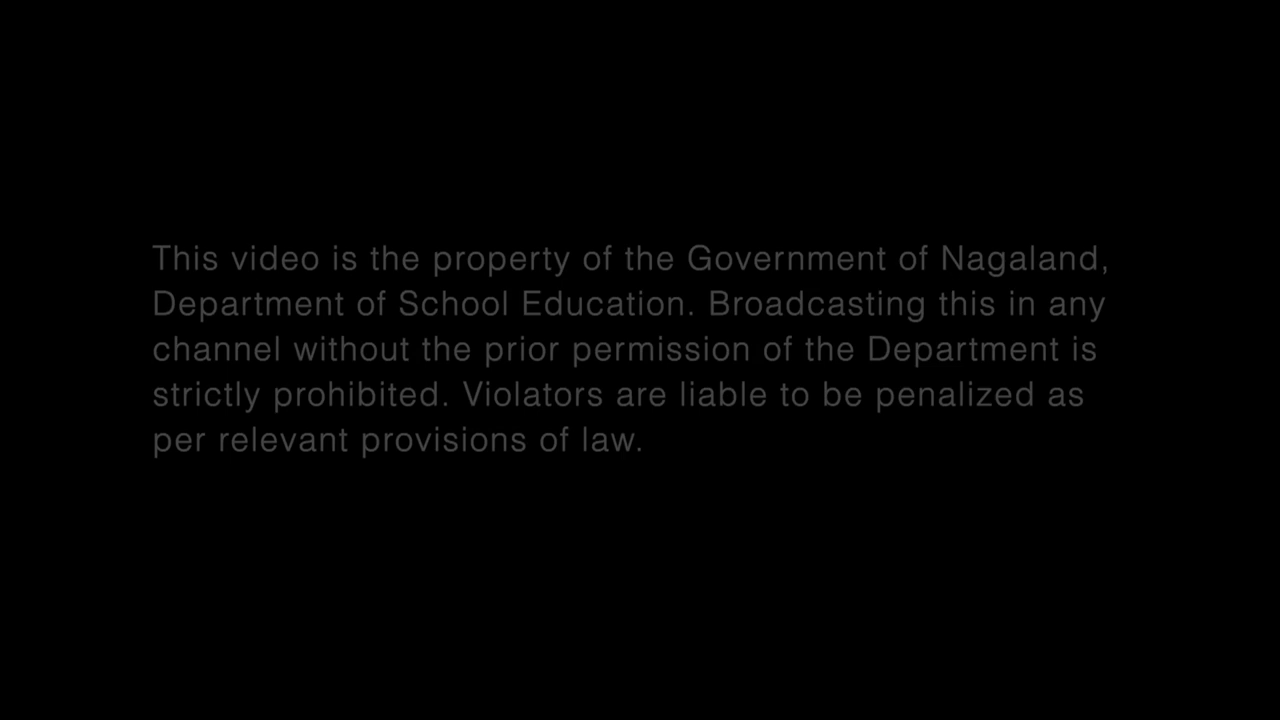 This video is the property of the Government of Nagaland,
Department of School Education. Broadcasting this in any
channel without the prior permission of the Department is
strictly prohibited. Violators are liable to be penalized as
per relevant provisions of law.